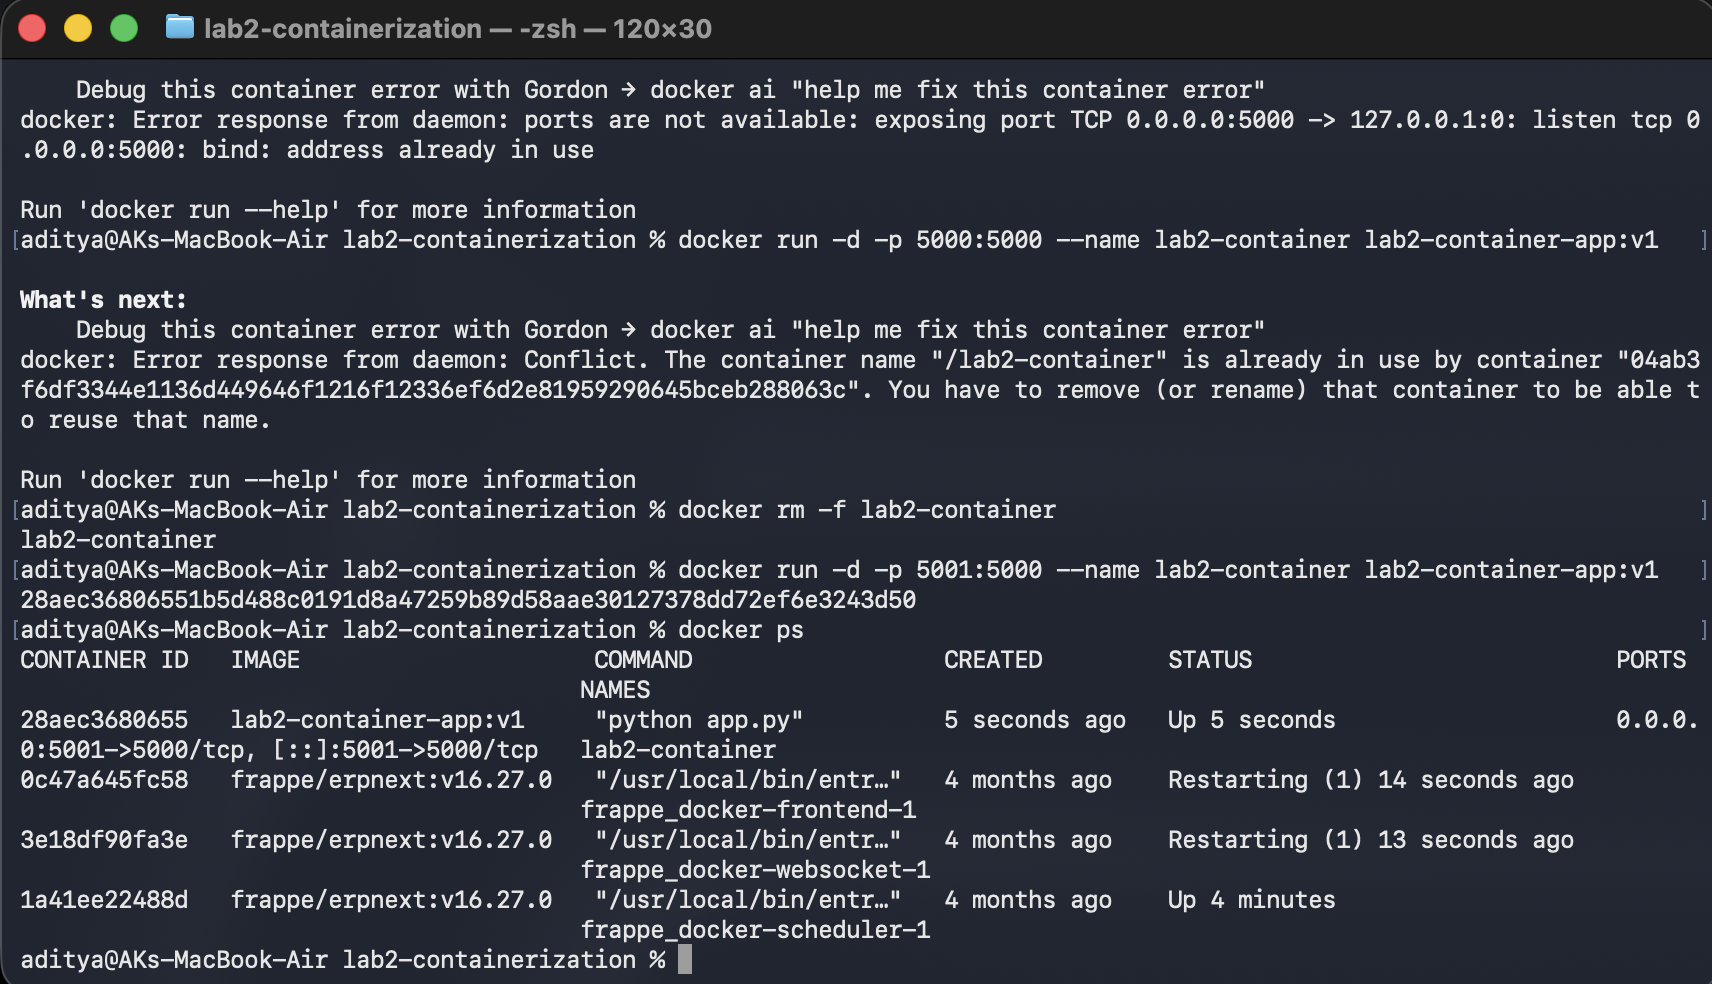 lab2-containerization — -zsh — 120×30
Debug this container error with Gordon → docker ai "help me fix this container error"
docker: Error response from daemon: ports are not available: exposing port TCP 0.0.0.0:5000 -> 127.0.0.1:0: listen tcp 0
.0.0.0:5000: bind: address already in use
Run 'docker run --help' for more information
[aditya@AKs-MacBook-Air lab2-containerization % docker run -d -p 5000:5000 --name lab2-container lab2-container-app:v1 ]
What's next:
Debug this container error with Gordon → docker ai "help me fix this container error"
docker: Error response from daemon: Conflict. The container name "/lab2-container" is already in use by container "04ab3
f6df3344e1136d449646f1216f12336ef6d2e81959290645bceb288063c". You have to remove (or rename) that container to be able t
o reuse that name.
Run 'docker run --help' for more information
[aditya@AKs-MacBook-Air lab2-containerization % docker rm -f lab2-container ]
lab2-container
[aditya@AKs-MacBook-Air lab2-containerization % docker run -d -p 5001:5000 --name lab2-container lab2-container-app:v1 ]
28aec36806551b5d488c0191d8a47259b89d58aae30127378dd72ef6e3243d50
[aditya@AKs-MacBook-Air lab2-containerization % docker ps ]
CONTAINER ID IMAGE COMMAND CREATED STATUS PORTS
NAMES
28aec3680655 lab2-container-app:v1 "python app.py" 5 seconds ago Up 5 seconds 0.0.0.
0:5001->5000/tcp, [::]:5001->5000/tcp lab2-container
0c47a645fc58 frappe/erpnext:v16.27.0 "/usr/local/bin/entr…" 4 months ago Restarting (1) 14 seconds ago
frappe_docker-frontend-1
3e18df90fa3e frappe/erpnext:v16.27.0 "/usr/local/bin/entr…" 4 months ago Restarting (1) 13 seconds ago
frappe_docker-websocket-1
1a41ee22488d frappe/erpnext:v16.27.0 "/usr/local/bin/entr…" 4 months ago Up 4 minutes
frappe_docker-scheduler-1
aditya@AKs-MacBook-Air lab2-containerization %